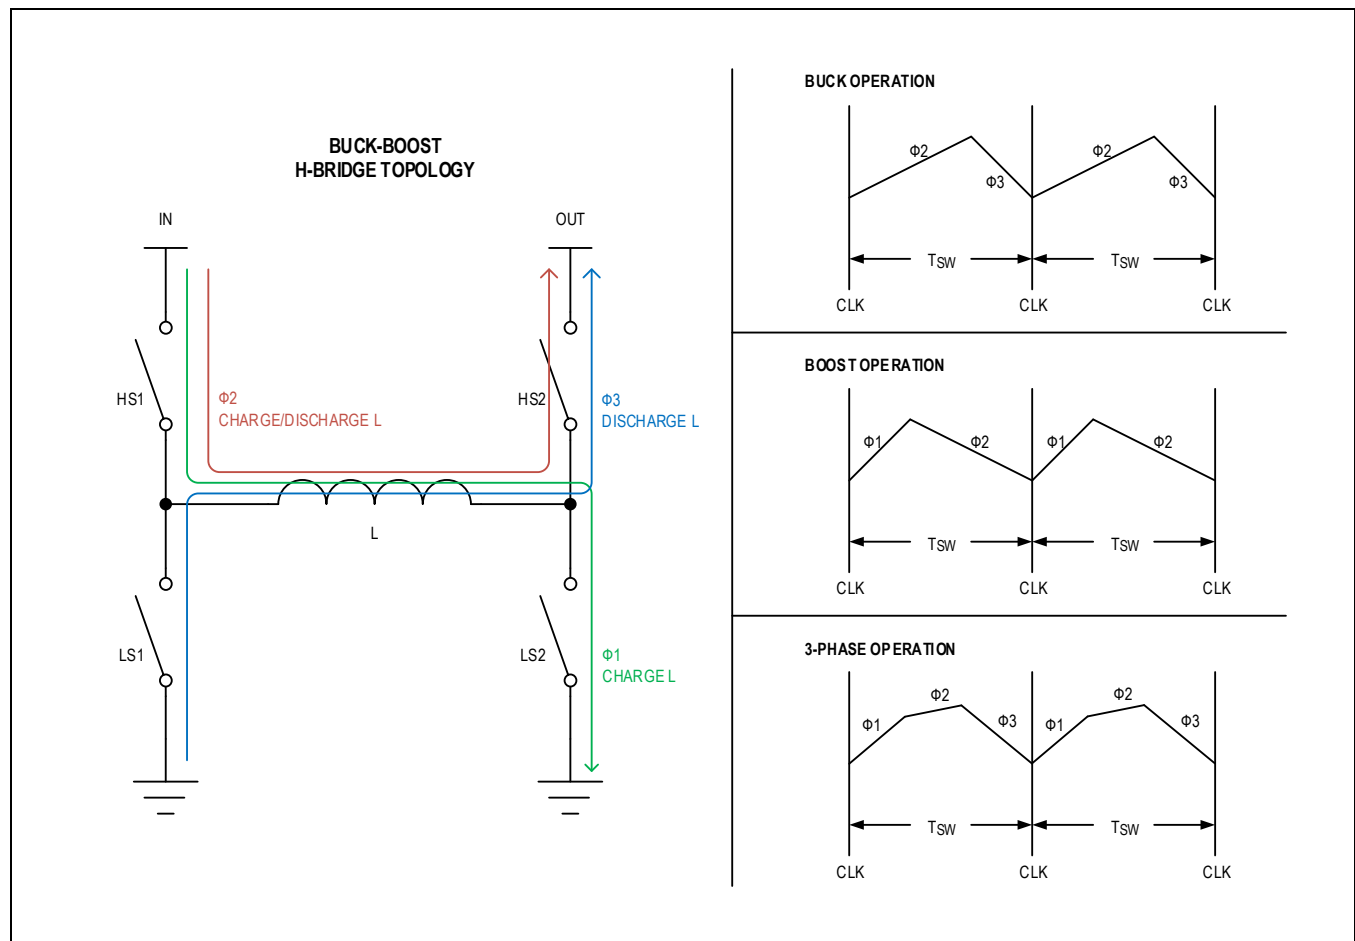 BUCK-BOOST
H-BRIDGE TOPOLOGY
IN
OUT
HS1
Φ2
CHARGE/DISCHARGE L
HS2
Φ3
DISCHARGE L
L
LS1
LS2
Φ1
CHARGE L
BUCK OPERATION
Φ2
Φ3
Φ2
Φ3
TSW
TSW
CLK
CLK
CLK
BOOST OPERATION
Φ1
Φ2
Φ1
Φ2
TSW
TSW
CLK
CLK
CLK
3-PHASE OPERATION
Φ1
Φ2
Φ3
Φ1
Φ2
Φ3
TSW
TSW
CLK
CLK
CLK